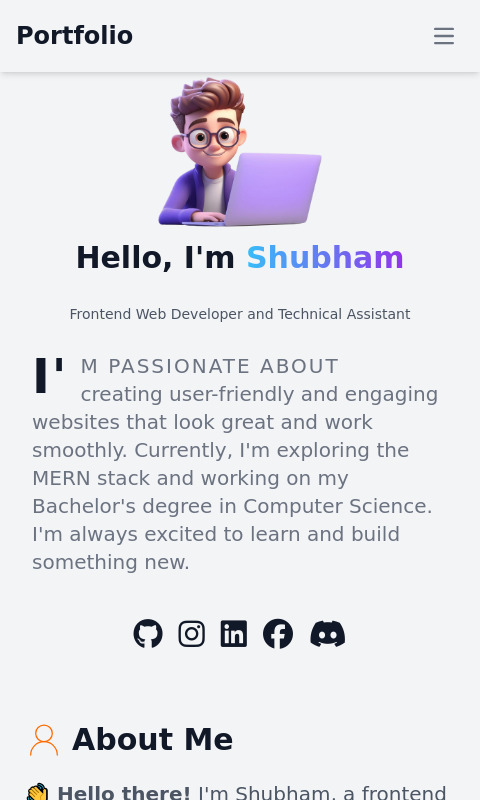 Portfolio
Hello, I'm Shubham
Frontend Web Developer and Technical Assistant
I'M PASSIONATE ABOUT
creating user-friendly and engaging
websites that look great and work
smoothly. Currently, I'm exploring the
MERN stack and working on my
Bachelor's degree in Computer Science.
I'm always excited to learn and build
something new.
About Me
👋 Hello there! I'm Shubham, a frontend